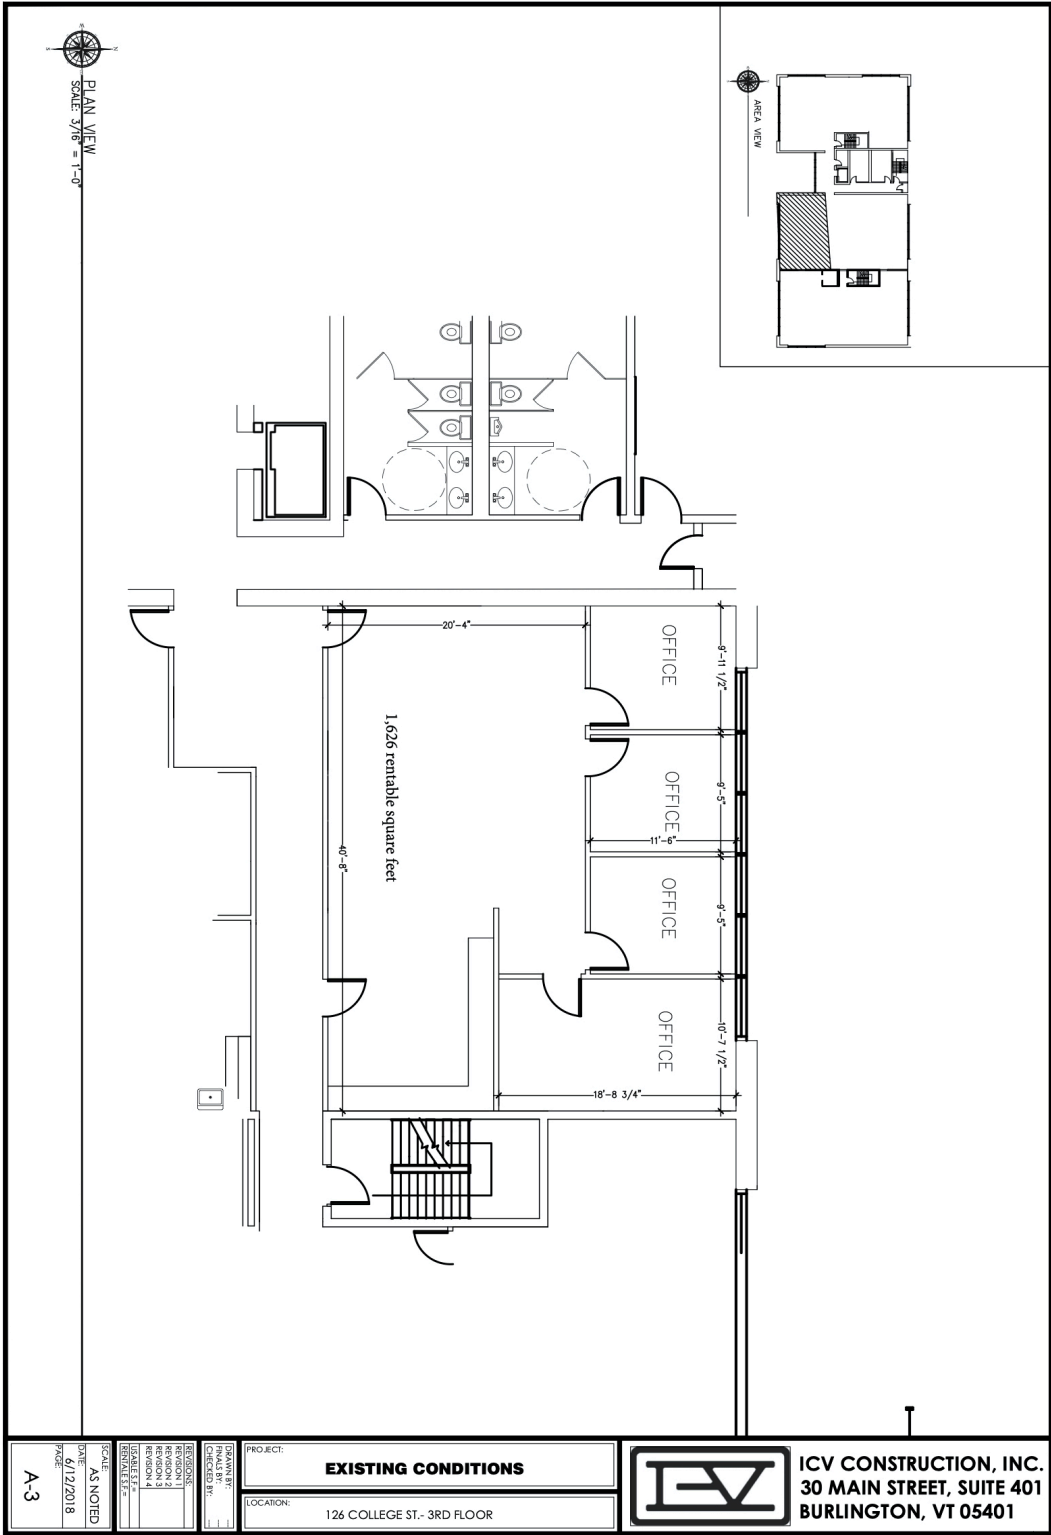 PLAN VIEW
SCALE: 3/16" = 1'-0"
AREA VIEW
20'-4"
OFFICE
9'-11 1/2"
1,626 rentable square feet
OFFICE
9'-5"
11'-6"
40'-8"
OFFICE
9'-5"
OFFICE
10'-7 1/2"
18'-8 3/4"
SCALE:
AS NOTED
DATE:
6/12/2018
PAGE:
A-3
REVISIONS:
REVISION 1
REVISION 2
REVISION 3
REVISION 4
USABLE S.F.=
RENTALE S.F.=
DRAWN BY:
FINALS BY:
CHECKED BY:
PROJECT:
EXISTING CONDITIONS
LOCATION:
126 COLLEGE ST.- 3RD FLOOR
ICV
ICV CONSTRUCTION, INC.
30 MAIN STREET, SUITE 401
BURLINGTON, VT 05401